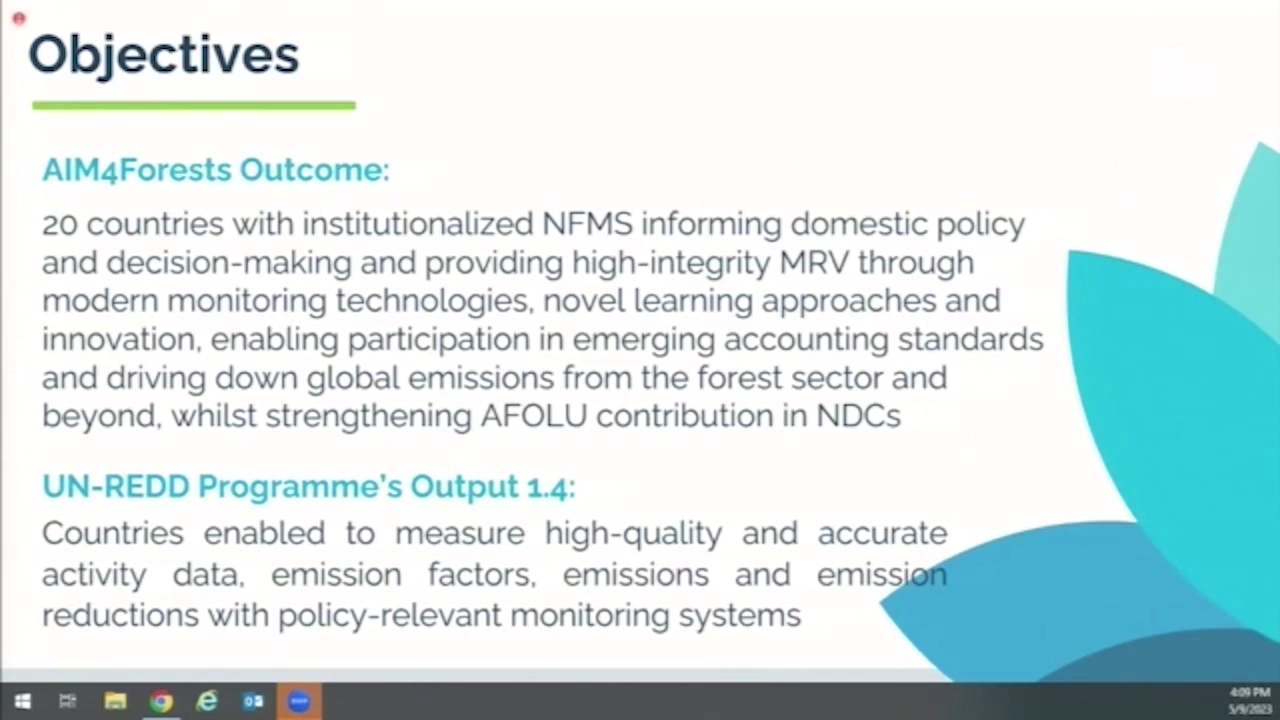 Objectives
AIM4Forests Outcome:
20 countries with institutionalized NFMS informing domestic policy
and decision-making and providing high-integrity MRV through
modern monitoring technologies, novel learning approaches and
innovation, enabling participation in emerging accounting standards
and driving down global emissions from the forest sector and
beyond, whilst strengthening AFOLU contribution in NDCs
UN-REDD Programme's Output 1.4:
Countries enabled to measure high-quality and accurate
activity data, emission factors, emissions and emission
reductions with policy-relevant monitoring systems
4:09 PM
5/9/2023